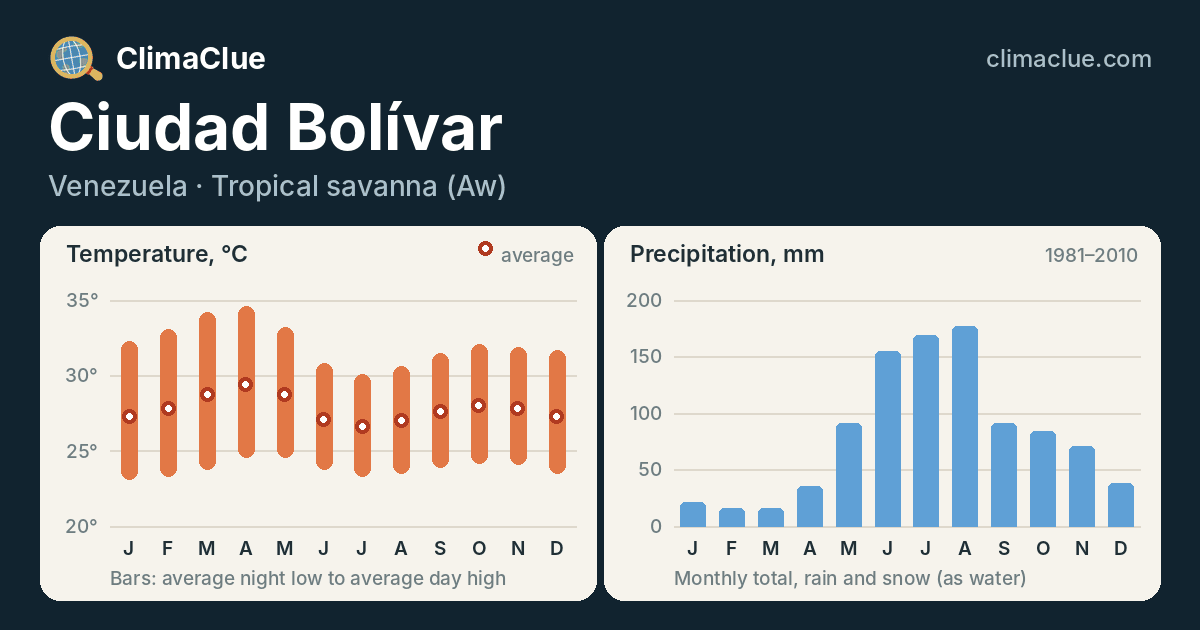 ClimaClue
climaclue.com
Ciudad Bolívar
Venezuela · Tropical savanna (Aw)
Temperature, °C
average
35°
30°
25°
20°
J F M A M J J A S O N D
Bars: average night low to average day high
Precipitation, mm
1981–2010
200
150
100
50
0
J F M A M J J A S O N D
Monthly total, rain and snow (as water)